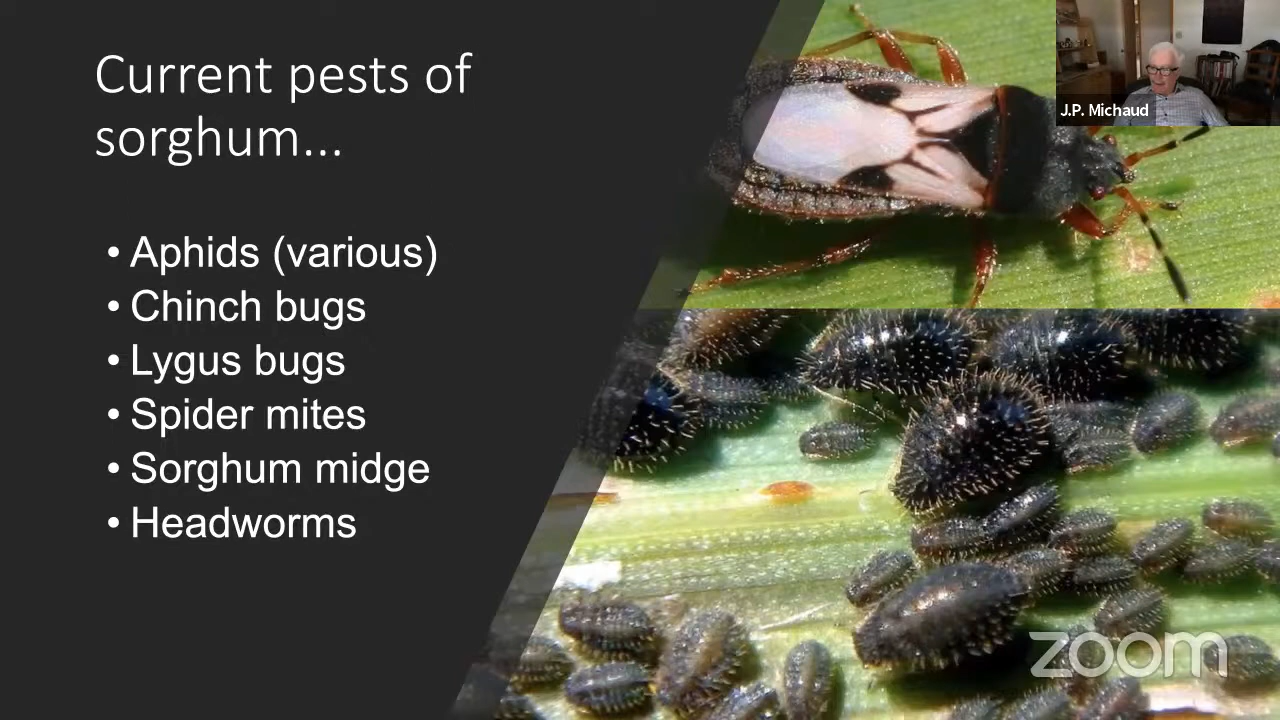 Current pests of
sorghum...
• Aphids (various)
• Chinch bugs
• Lygus bugs
• Spider mites
• Sorghum midge
• Headworms
J.P. Michaud
zoom